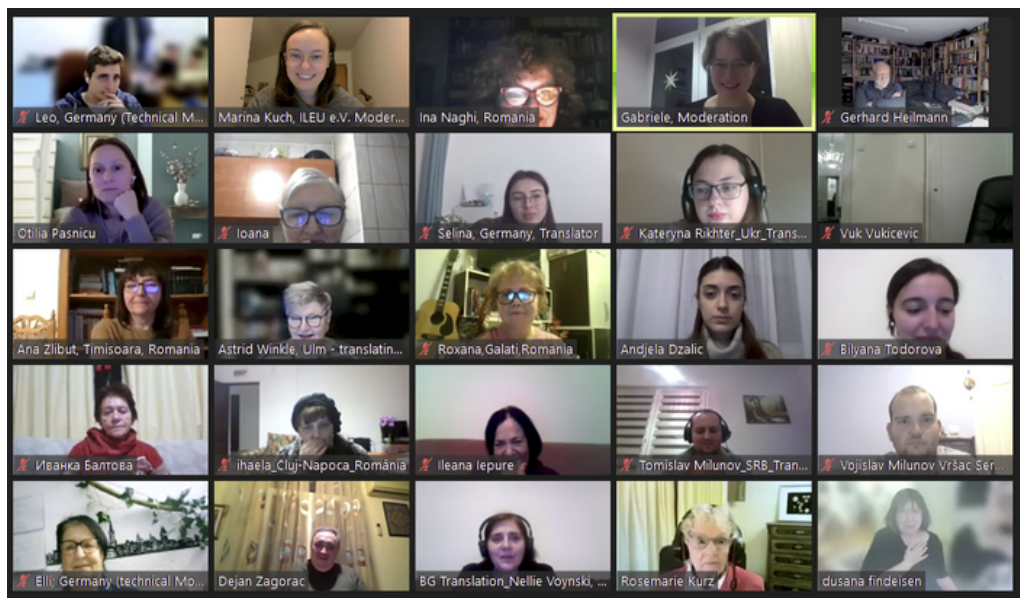 Leo, Germany (Technical M...
Marina Kuch, ILEU e.V. Moder...
Ina Naghi, Romania
Gabriele, Moderation
Gerhard Heilmann
Otilia Pasnicu
Ioana
Selina, Germany, Translator
Kateryna Rikhter_Ukr_Trans...
Vuk Vukicevic
Ana Zlibut, Timisoara, Romania
Astrid Winkle, Ulm - translatin...
Roxana,Galati,Romania
Andjela Dzalic
Bilyana Todorova
Иванка Балтова
ihaela_Cluj-Napoca_România
Ileana Iepure
Tomislav Milunov_SRB_Tran...
Vojislav Milunov Vršac Ser...
Elli, Germany (technical Mo...
Dejan Zagorac
BG Translation_Nellie Voynski, ...
Rosemarie Kurz
dusana findeisen